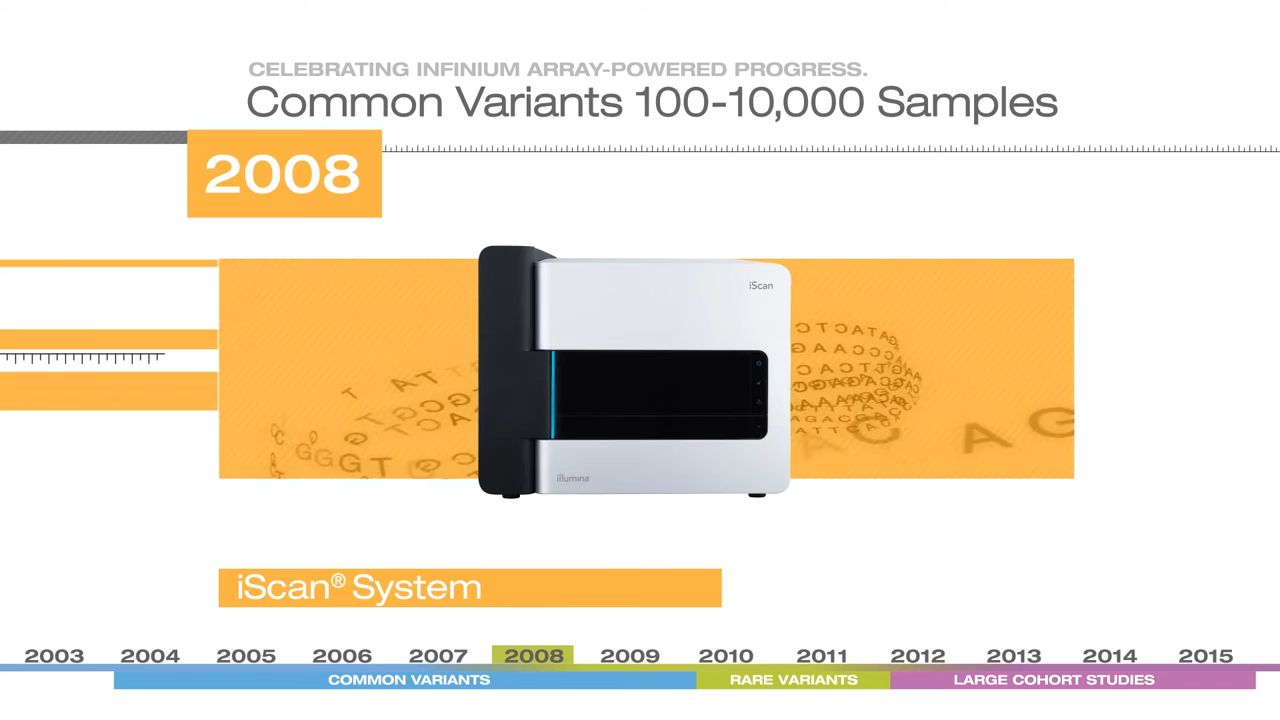 CELEBRATING INFINIUM ARRAY-POWERED PROGRESS.
Common Variants 100-10,000 Samples
2008
iScan
illumina
iScan® System
2003 2004 2005 2006 2007 2008 2009 2010 2011 2012 2013 2014 2015
COMMON VARIANTS RARE VARIANTS LARGE COHORT STUDIES